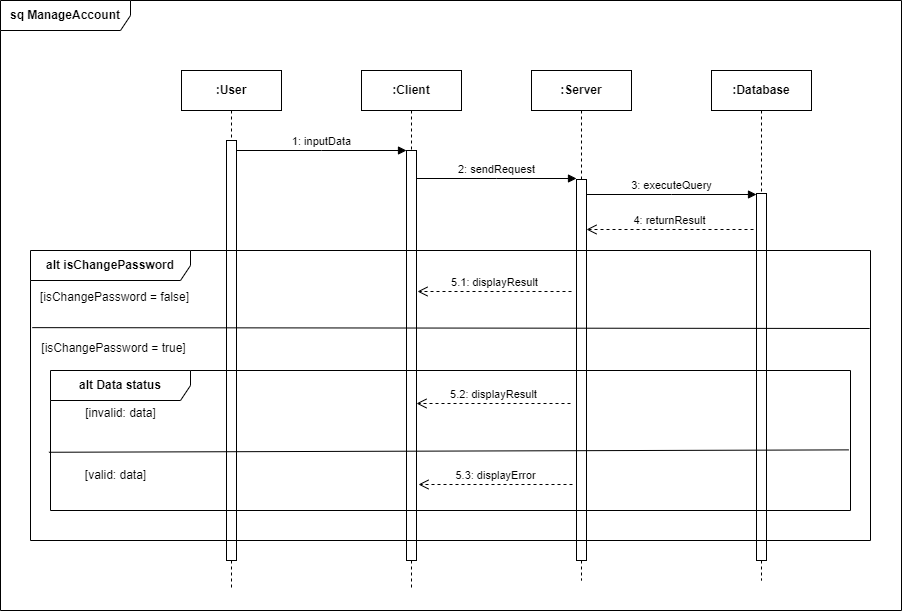 sq ManageAccount
:User
:Client
:Server
:Database
1: inputData
2: sendRequest
3: executeQuery
4: returnResult
alt isChangePassword
5.1: displayResult
[isChangePassword = false]
[isChangePassword = true]
alt Data status
5.2: displayResult
[invalid: data]
[valid: data]
5.3: displayError